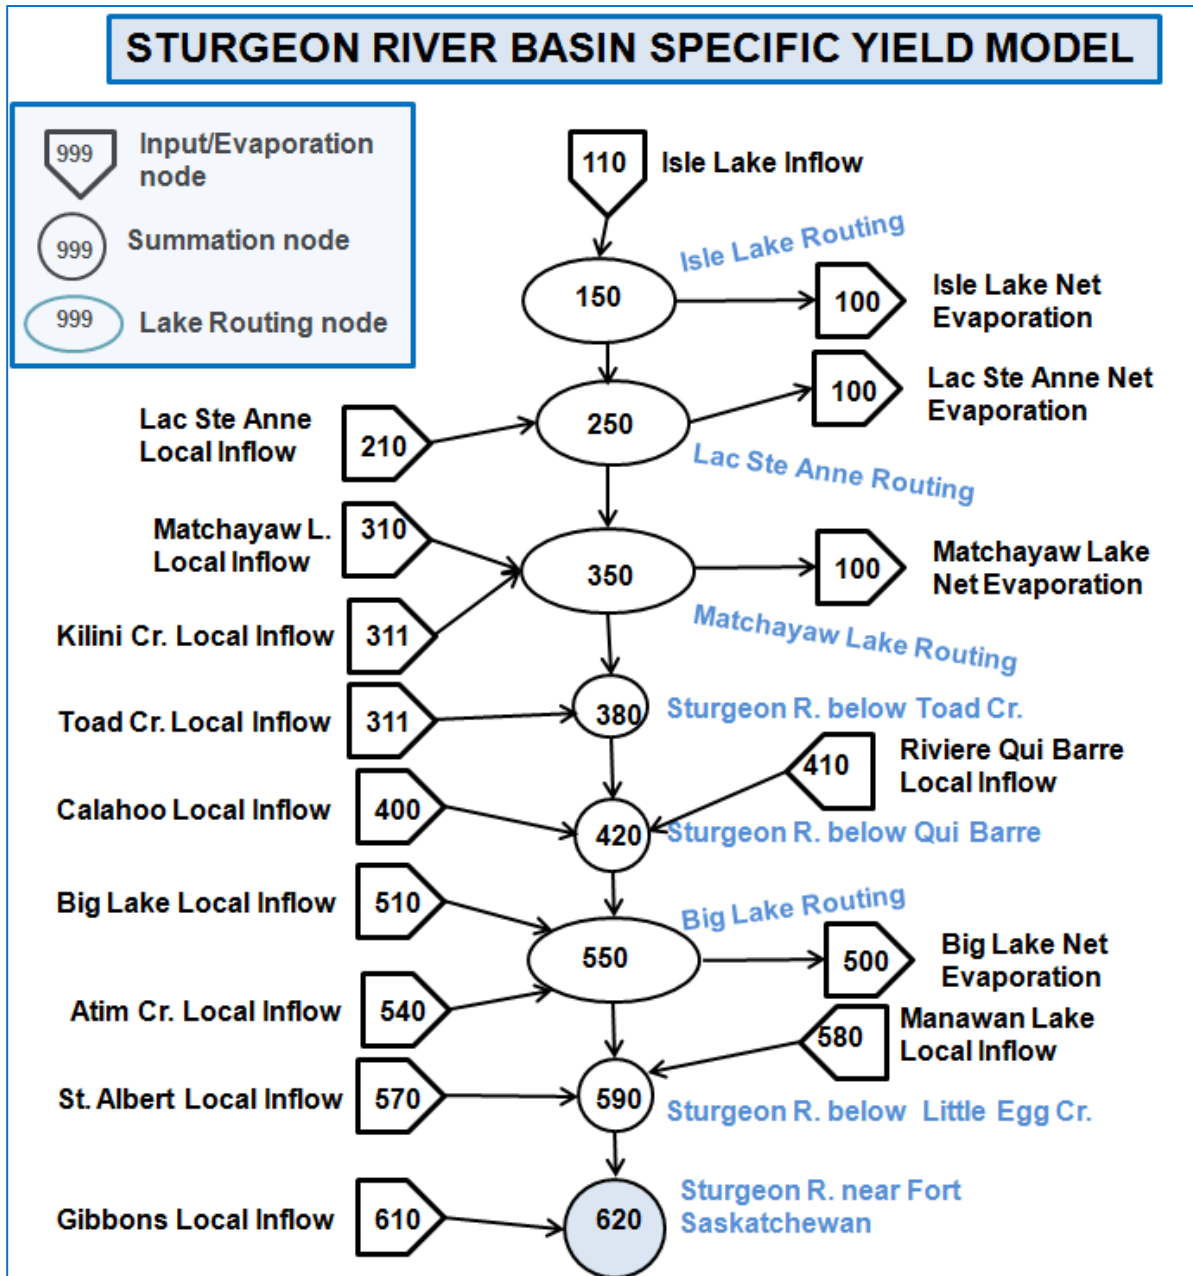 STURGEON RIVER BASIN SPECIFIC YIELD MODEL
999
Input/Evaporation
node
999
Summation node
999
Lake Routing node
110
Isle Lake Inflow
Isle Lake Routing
150
100
Isle Lake Net
Evaporation
Lac Ste Anne
Local Inflow
210
250
100
Lac Ste Anne Net
Evaporation
Lac Ste Anne Routing
Matchayaw L.
Local Inflow
310
350
100
Matchayaw Lake
Net Evaporation
Kilini Cr. Local Inflow
311
Matchayaw Lake Routing
Toad Cr. Local Inflow
311
380
Sturgeon R. below Toad Cr.
410
Riviere Qui Barre
Local Inflow
Calahoo Local Inflow
400
420
Sturgeon R. below Qui Barre
Big Lake Local Inflow
510
Big Lake Routing
550
500
Big Lake Net
Evaporation
Atim Cr. Local Inflow
540
580
Manawan Lake
Local Inflow
St. Albert Local Inflow
570
590
Sturgeon R. below Little Egg Cr.
Gibbons Local Inflow
610
620
Sturgeon R. near Fort
Saskatchewan